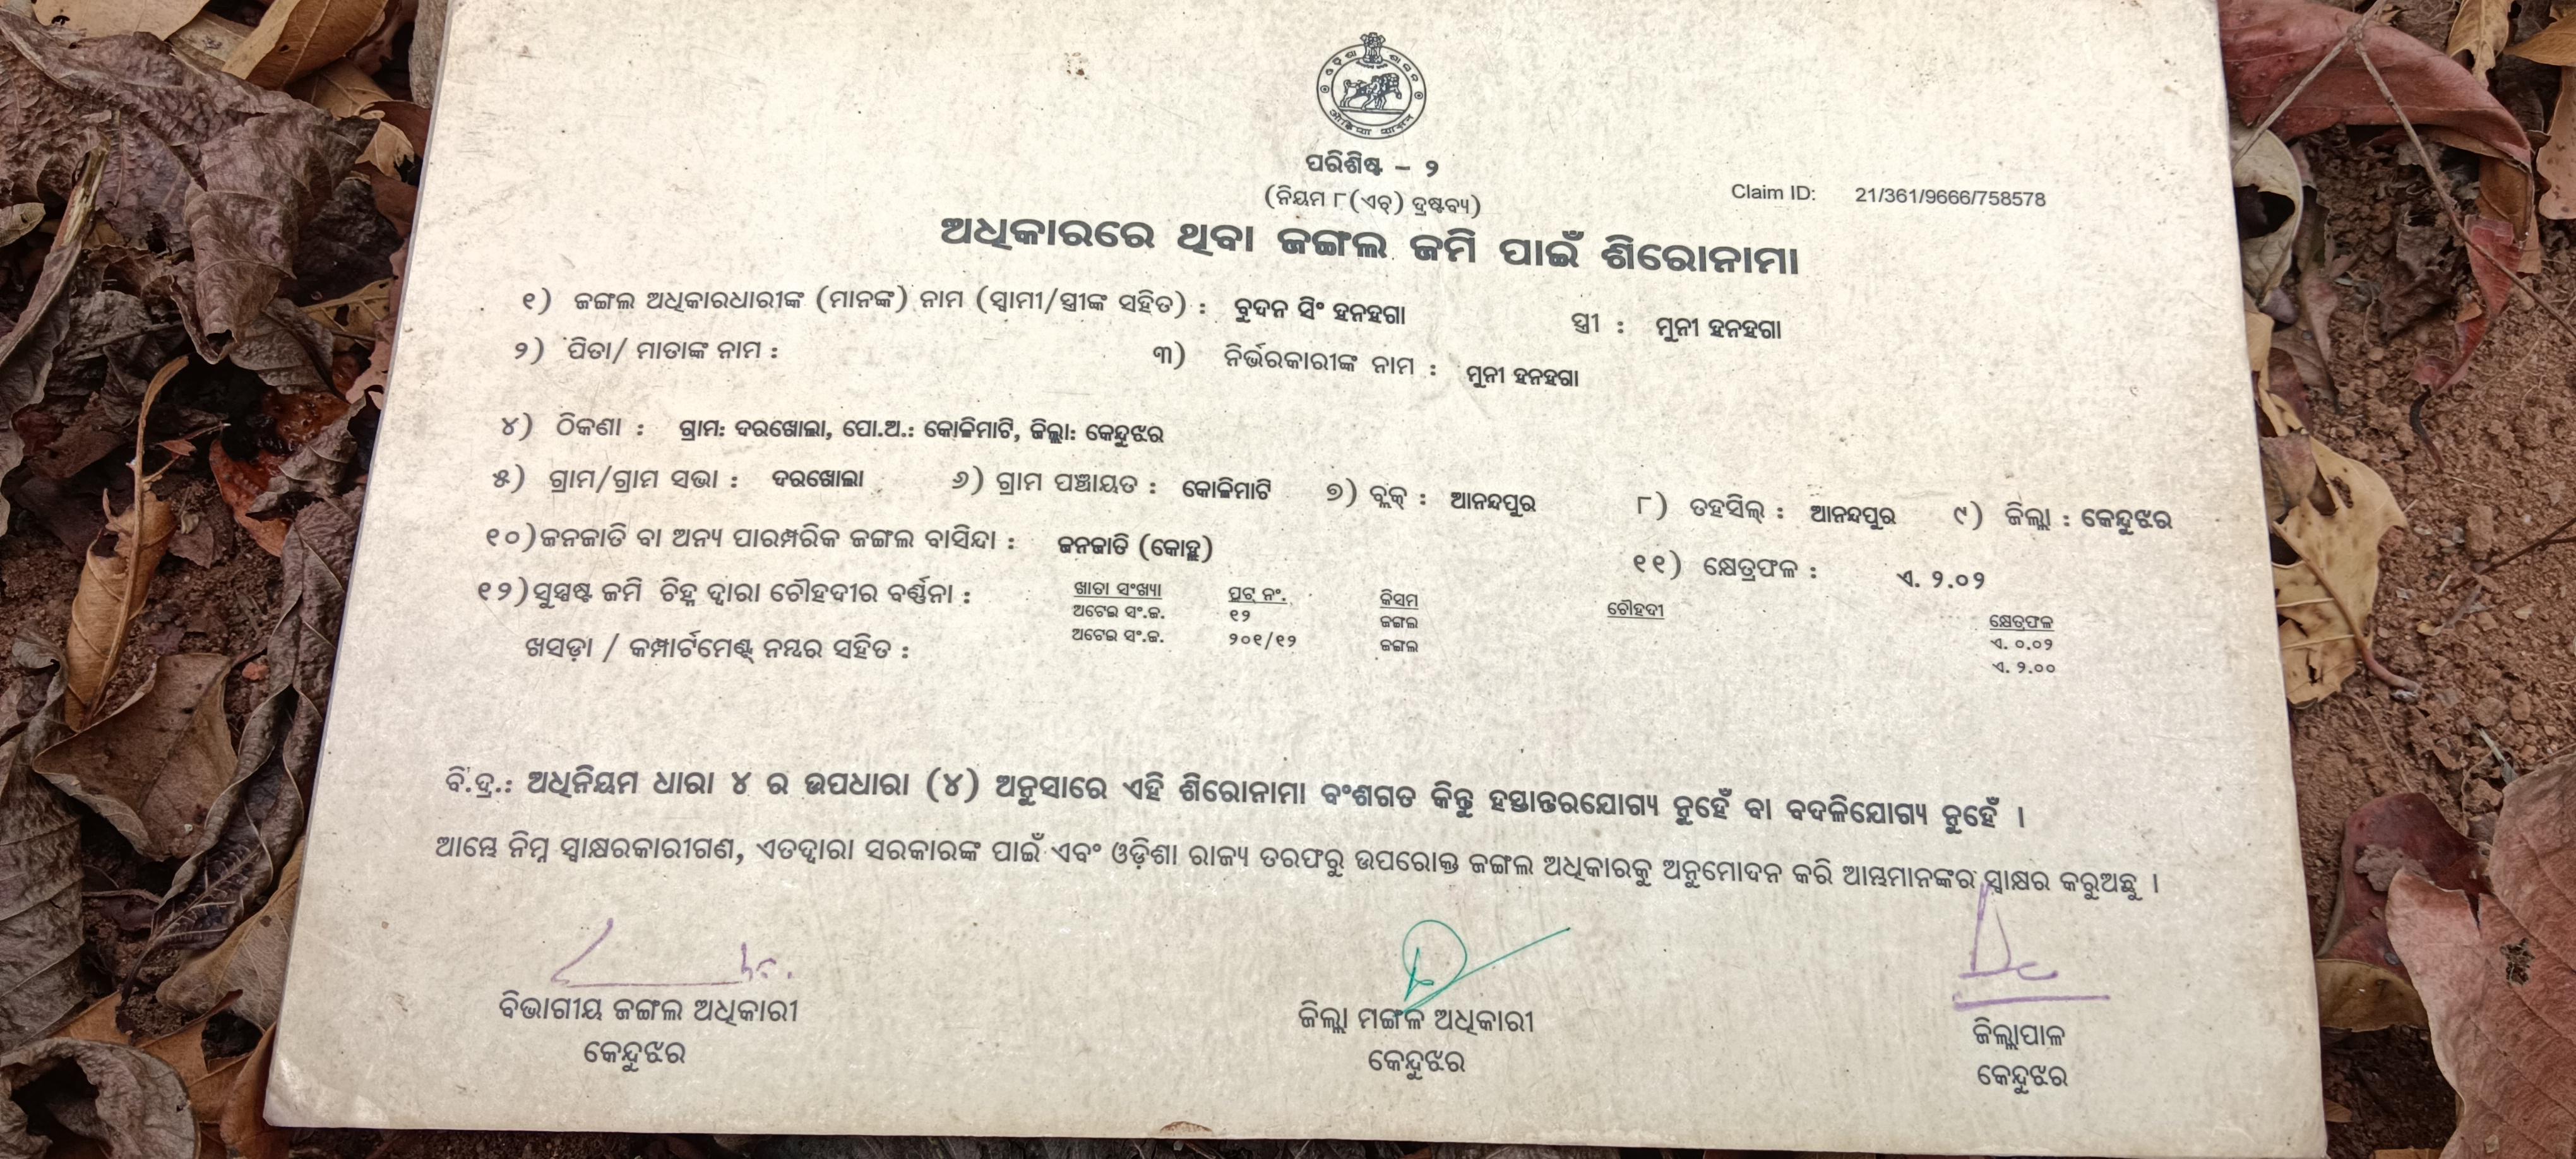 ଓଡ଼ିଶା ଶାସନ
ପରିଶିଷ୍ଟ – ୨
(ନିୟମ ୮(ଏଚ୍) ଦ୍ରଷ୍ଟବ୍ୟ)
Claim ID: 21/361/9666/758578
ଅଧିକାରରେ ଥିବା ଜଙ୍ଗଲ ଜମି ପାଇଁ ଶିରୋନାମା
୧) ଜଙ୍ଗଲ ଅଧିକାରଧାରୀଙ୍କ (ମାନଙ୍କ) ନାମ (ସ୍ୱାମୀ/ସ୍ତ୍ରୀଙ୍କ ସହିତ) : ବୁଦନ ସିଂ ହନହଗା ସ୍ତ୍ରୀ : ମୁନୀ ହନହଗା
୨) ପିତା/ ମାତାଙ୍କ ନାମ : ୩) ନିର୍ଭରକାରୀଙ୍କ ନାମ : ମୁନୀ ହନହଗା
୪) ଠିକଣା : ଗ୍ରାମ: ଦରଖୋଲା, ପୋ.ଅ.: କୋଳିମାଟି, ଜିଲ୍ଲା: କେନ୍ଦୁଝର
୫) ଗ୍ରାମ/ଗ୍ରାମ ସଭା : ଦରଖୋଲା ୬) ଗ୍ରାମ ପଞ୍ଚାୟତ : କୋଳିମାଟି ୭) ବ୍ଲକ୍ : ଆନନ୍ଦପୁର ୮) ତହସିଲ୍ : ଆନନ୍ଦପୁର ୯) ଜିଲ୍ଲା : କେନ୍ଦୁଝର
୧୦) ଜନଜାତି ବା ଅନ୍ୟ ପାରମ୍ପରିକ ଜଙ୍ଗଲ ବାସିନ୍ଦା : ଜନଜାତି (କୋହ୍ଲ) ୧୧) କ୍ଷେତ୍ରଫଳ : ଏ. ୨.୦୨
୧୨) ସୁସ୍ପଷ୍ଟ ଜମି ଚିହ୍ନ ଦ୍ୱାରା ଚୌହଦୀର ବର୍ଣ୍ଣନା : ଖାତା ସଂଖ୍ୟା ପ୍ଲଟ୍ ନଂ. କିସମ ଚୌହଦୀ କ୍ଷେତ୍ରଫଳ
ଅଟେଇ ସଂ.ଜ. ୧୨ ଜଙ୍ଗଲ ଏ. ୦.୦୨
ଅଟେଇ ସଂ.ଜ. ୨୦୧/୧୨ ଜଙ୍ଗଲ ଏ. ୨.୦୦
ଖସଡ଼ା / କମ୍ପାର୍ଟମେଣ୍ଟ୍ ନମ୍ବର ସହିତ :
ବି.ଦ୍ର.: ଅଧିନିୟମ ଧାରା ୪ ର ଉପଧାରା (୪) ଅନୁସାରେ ଏହି ଶିରୋନାମା ବଂଶଗତ କିନ୍ତୁ ହସ୍ତାନ୍ତରଯୋଗ୍ୟ ନୁହେଁ ବା ବଦଳିଯୋଗ୍ୟ ନୁହେଁ ।
ଆମ୍ଭେ ନିମ୍ନ ସ୍ୱାକ୍ଷରକାରୀଗଣ, ଏତଦ୍ୱାରା ସରକାରଙ୍କ ପାଇଁ ଏବଂ ଓଡ଼ିଶା ରାଜ୍ୟ ତରଫରୁ ଉପରୋକ୍ତ ଜଙ୍ଗଲ ଅଧିକାରକୁ ଅନୁମୋଦନ କରି ଆମ୍ଭମାନଙ୍କର ସ୍ୱାକ୍ଷର କରୁଅଛୁ ।
ବିଭାଗୀୟ ଜଙ୍ଗଲ ଅଧିକାରୀ ଜିଲ୍ଲା ମଙ୍ଗଳ ଅଧିକାରୀ ଜିଲ୍ଲାପାଳ
କେନ୍ଦୁଝର କେନ୍ଦୁଝର କେନ୍ଦୁଝର